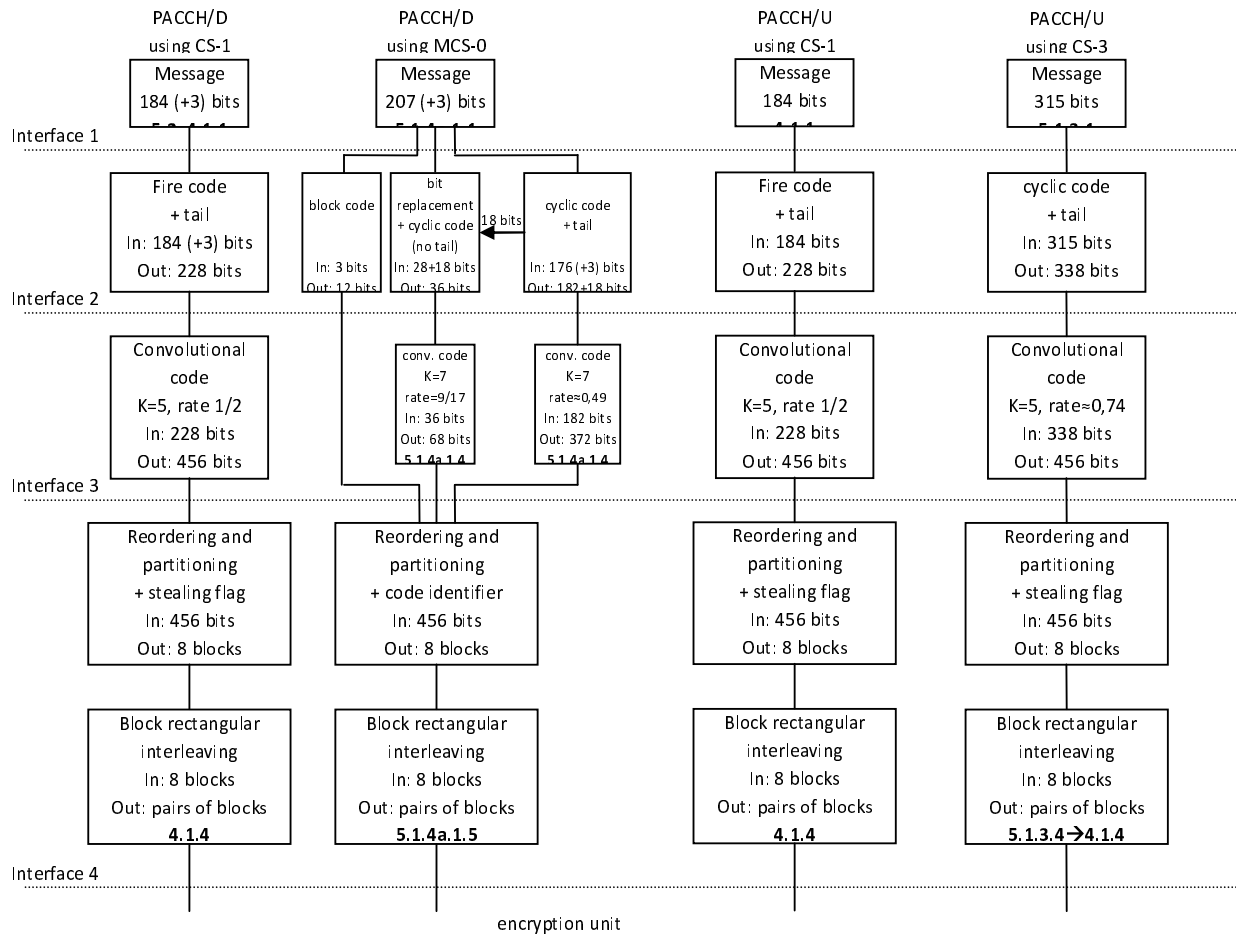 PACCH/D
using CS-1
Message
184 (+3) bits
PACCH/D
using MCS-0
Message
207 (+3) bits
PACCH/U
using CS-1
Message
184 bits
PACCH/U
using CS-3
Message
315 bits
Interface 1
Fire code
+ tail
In: 184 (+3) bits
Out: 228 bits
block code
In: 3 bits
Out: 12 bits
bit
replacement
+ cyclic code
(no tail)
In: 28+18 bits
Out: 36 bits
18 bits
cyclic code
+ tail
In: 176 (+3) bits
Out: 182+18 bits
Fire code
+ tail
In: 184 bits
Out: 228 bits
cyclic code
+ tail
In: 315 bits
Out: 338 bits
Interface 2
Convolutional
code
K=5, rate 1/2
In: 228 bits
Out: 456 bits
conv. code
K=7
rate=9/17
In: 36 bits
Out: 68 bits
5.1.4a.1.4
conv. code
K=7
rate≈0,49
In: 182 bits
Out: 372 bits
5.1.4a.1.4
Convolutional
code
K=5, rate 1/2
In: 228 bits
Out: 456 bits
Convolutional
code
K=5, rate≈0,74
In: 338 bits
Out: 456 bits
Interface 3
Reordering and
partitioning
+ stealing flag
In: 456 bits
Out: 8 blocks
Reordering and
partitioning
+ code identifier
In: 456 bits
Out: 8 blocks
Reordering and
partitioning
+ stealing flag
In: 456 bits
Out: 8 blocks
Reordering and
partitioning
+ stealing flag
In: 456 bits
Out: 8 blocks
Block rectangular
interleaving
In: 8 blocks
Out: pairs of blocks
4.1.4
Block rectangular
interleaving
In: 8 blocks
Out: pairs of blocks
5.1.4a.1.5
Block rectangular
interleaving
In: 8 blocks
Out: pairs of blocks
4.1.4
Block rectangular
interleaving
In: 8 blocks
Out: pairs of blocks
5.1.3.4→4.1.4
Interface 4
encryption unit